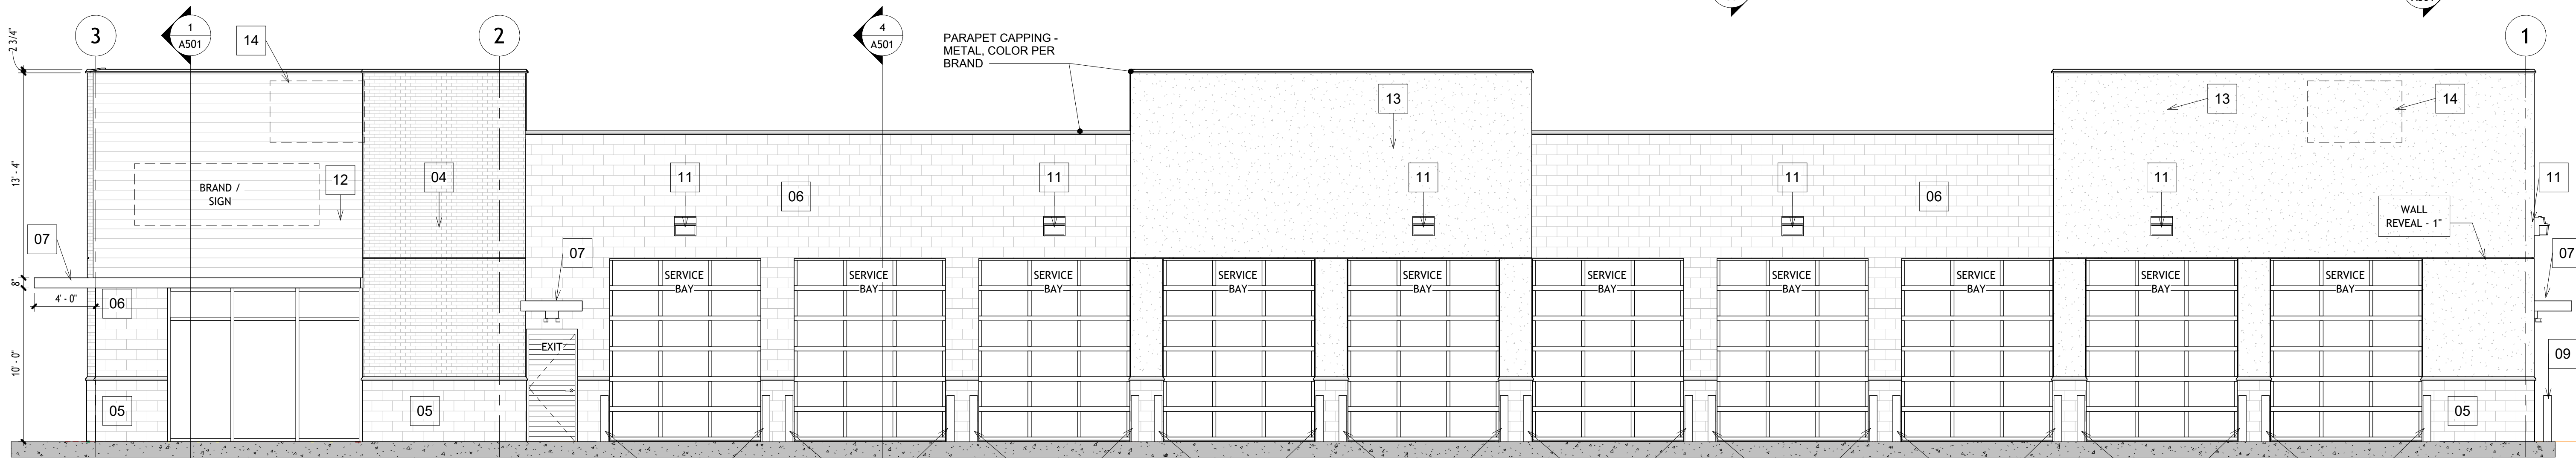 3
1
A501
14
2
4
A501
PARAPET CAPPING -
METAL, COLOR PER
BRAND
1
2 3/4"
13' - 4"
8"
10' - 0"
4' - 0"
13
13
14
BRAND /
SIGN
12
04
11
06
11
11
11
06
11
WALL
REVEAL - 1"
11
07
07
07
06
SERVICE
BAY
SERVICE
BAY
SERVICE
BAY
SERVICE
BAY
SERVICE
BAY
SERVICE
BAY
SERVICE
BAY
SERVICE
BAY
SERVICE
BAY
SERVICE
BAY
EXIT
09
05
05
05